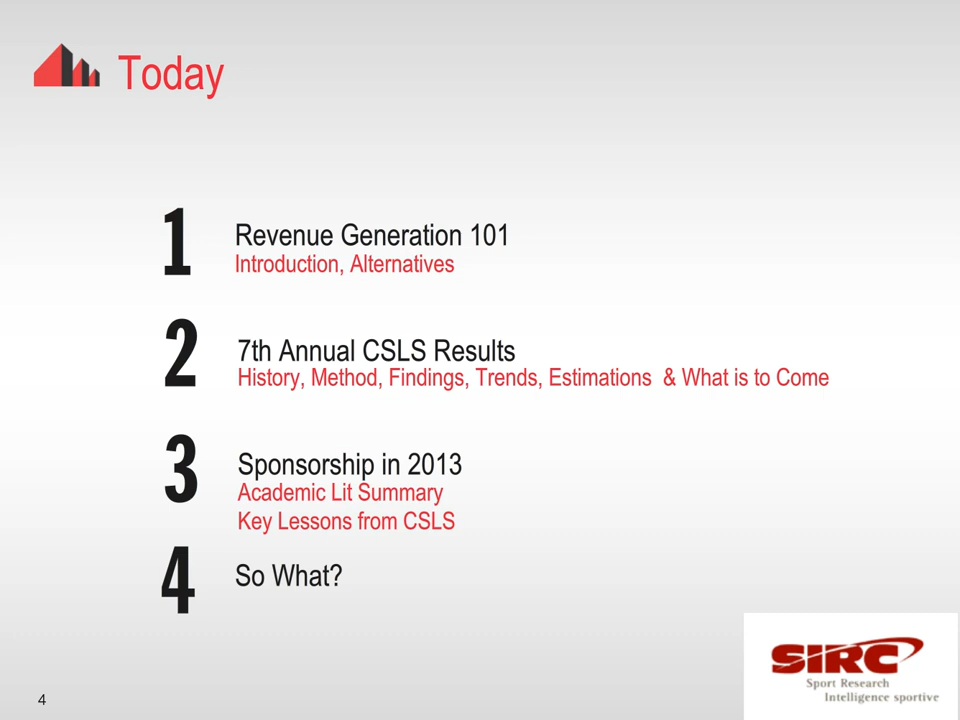 Today
1
Revenue Generation 101
Introduction, Alternatives
2
7th Annual CSLS Results
History, Method, Findings, Trends, Estimations & What is to Come
3
Sponsorship in 2013
Academic Lit Summary
Key Lessons from CSLS
4
So What?
SIRC
Sport Research
Intelligence sportive
4